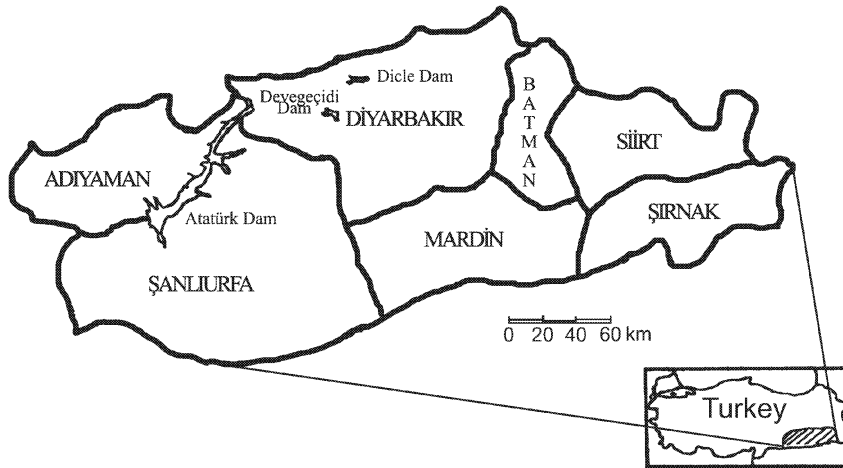 Dicle Dam
Devegeçidi
Dam
DİYARBAKIR
BATMAN
SİİRT
ADIYAMAN
Atatürk Dam
ŞIRNAK
MARDİN
ŞANLIURFA
0 20 40 60 km
Turkey